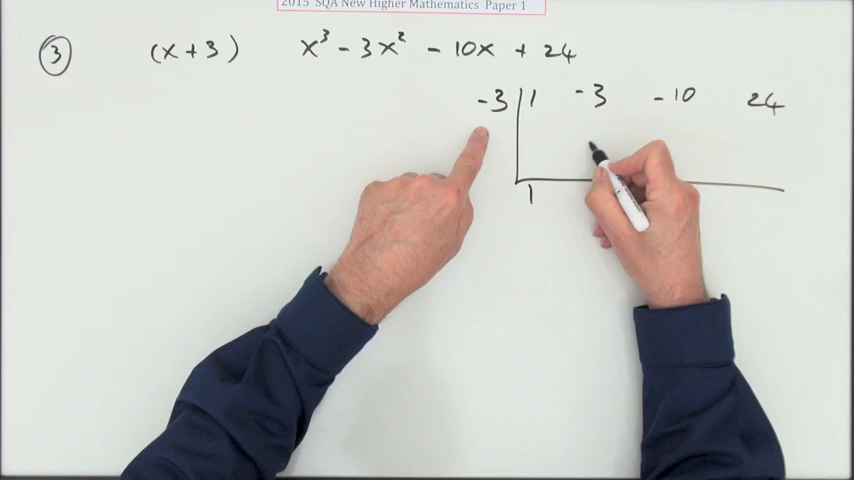 2015 SQA New Higher Mathematics Paper 1
3 (x + 3) x³ - 3x² - 10x + 24
-3 1 -3 -10 24
1